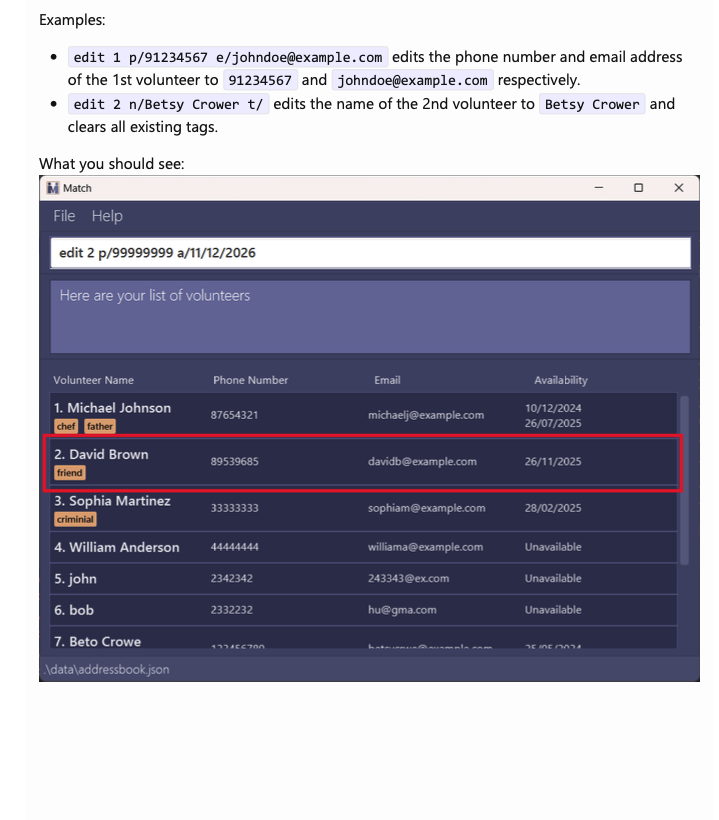 Examples:
edit 1 p/91234567 e/johndoe@example.com edits the phone number and email address
of the 1st volunteer to 91234567 and johndoe@example.com respectively.
edit 2 n/Betsy Crower t/ edits the name of the 2nd volunteer to Betsy Crower and
clears all existing tags.
What you should see:
Match
File Help
edit 2 p/99999999 a/11/12/2026
Here are your list of volunteers
Volunteer Name Phone Number Email Availability
1. Michael Johnson 87654321 michaelj@example.com 10/12/2024
chef father 26/07/2025
2. David Brown 89539685 davidb@example.com 26/11/2025
friend
3. Sophia Martinez 33333333 sophiam@example.com 28/02/2025
criminial
4. William Anderson 44444444 williama@example.com Unavailable
5. john 2342342 243343@ex.com Unavailable
6. bob 2332232 hu@gma.com Unavailable
7. Beto Crowe
.\data\addressbook.json